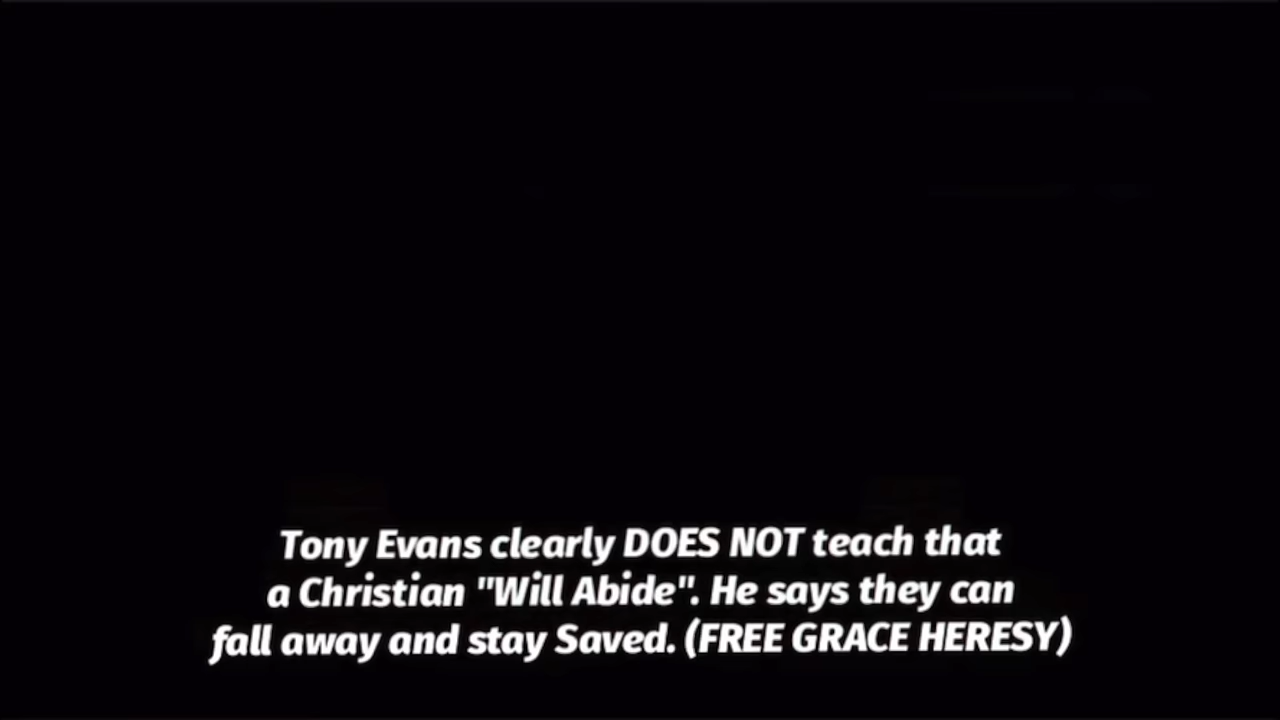 Tony Evans clearly DOES NOT teach that
a Christian "Will Abide". He says they can
fall away and stay Saved. (FREE GRACE HERESY)